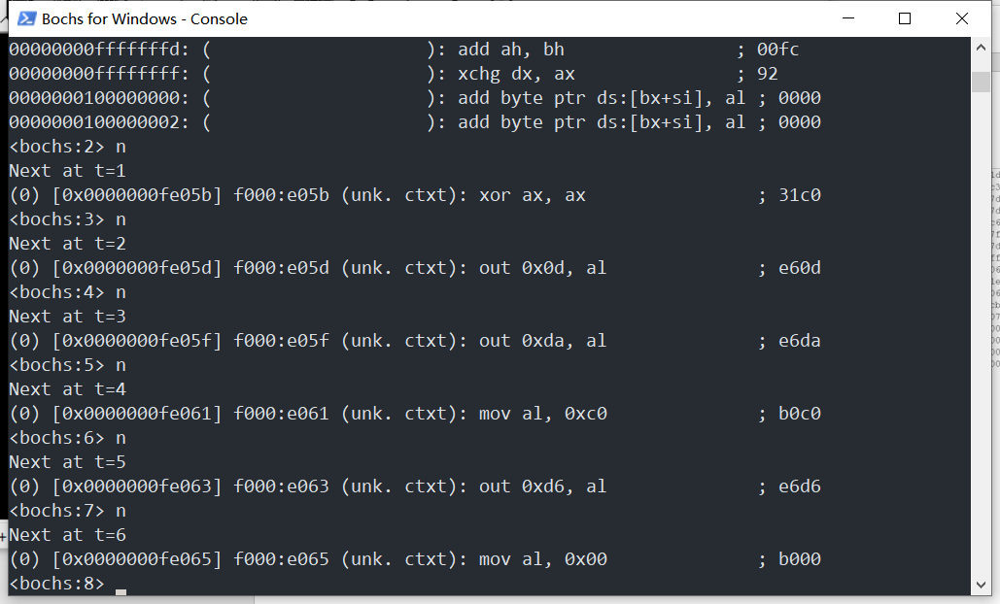 Bochs for Windows - Console
00000000fffffffd: (                    ): add ah, bh                ; 00fc
00000000ffffffff: (                    ): xchg dx, ax               ; 92
0000000100000000: (                    ): add byte ptr ds:[bx+si], al ; 0000
0000000100000002: (                    ): add byte ptr ds:[bx+si], al ; 0000
<bochs:2> n
Next at t=1
(0) [0x0000000fe05b] f000:e05b (unk. ctxt): xor ax, ax                ; 31c0
<bochs:3> n
Next at t=2
(0) [0x0000000fe05d] f000:e05d (unk. ctxt): out 0x0d, al              ; e60d
<bochs:4> n
Next at t=3
(0) [0x0000000fe05f] f000:e05f (unk. ctxt): out 0xda, al              ; e6da
<bochs:5> n
Next at t=4
(0) [0x0000000fe061] f000:e061 (unk. ctxt): mov al, 0xc0              ; b0c0
<bochs:6> n
Next at t=5
(0) [0x0000000fe063] f000:e063 (unk. ctxt): out 0xd6, al              ; e6d6
<bochs:7> n
Next at t=6
(0) [0x0000000fe065] f000:e065 (unk. ctxt): mov al, 0x00              ; b000
<bochs:8>